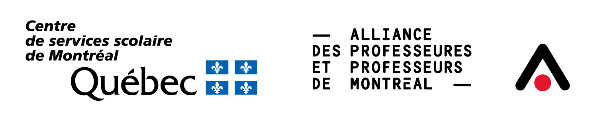 Centre
de services scolaire
de Montréal
Québec
— ALLIANCE
DES PROFESSEURES
ET PROFESSEURS
DE MONTRÉAL —